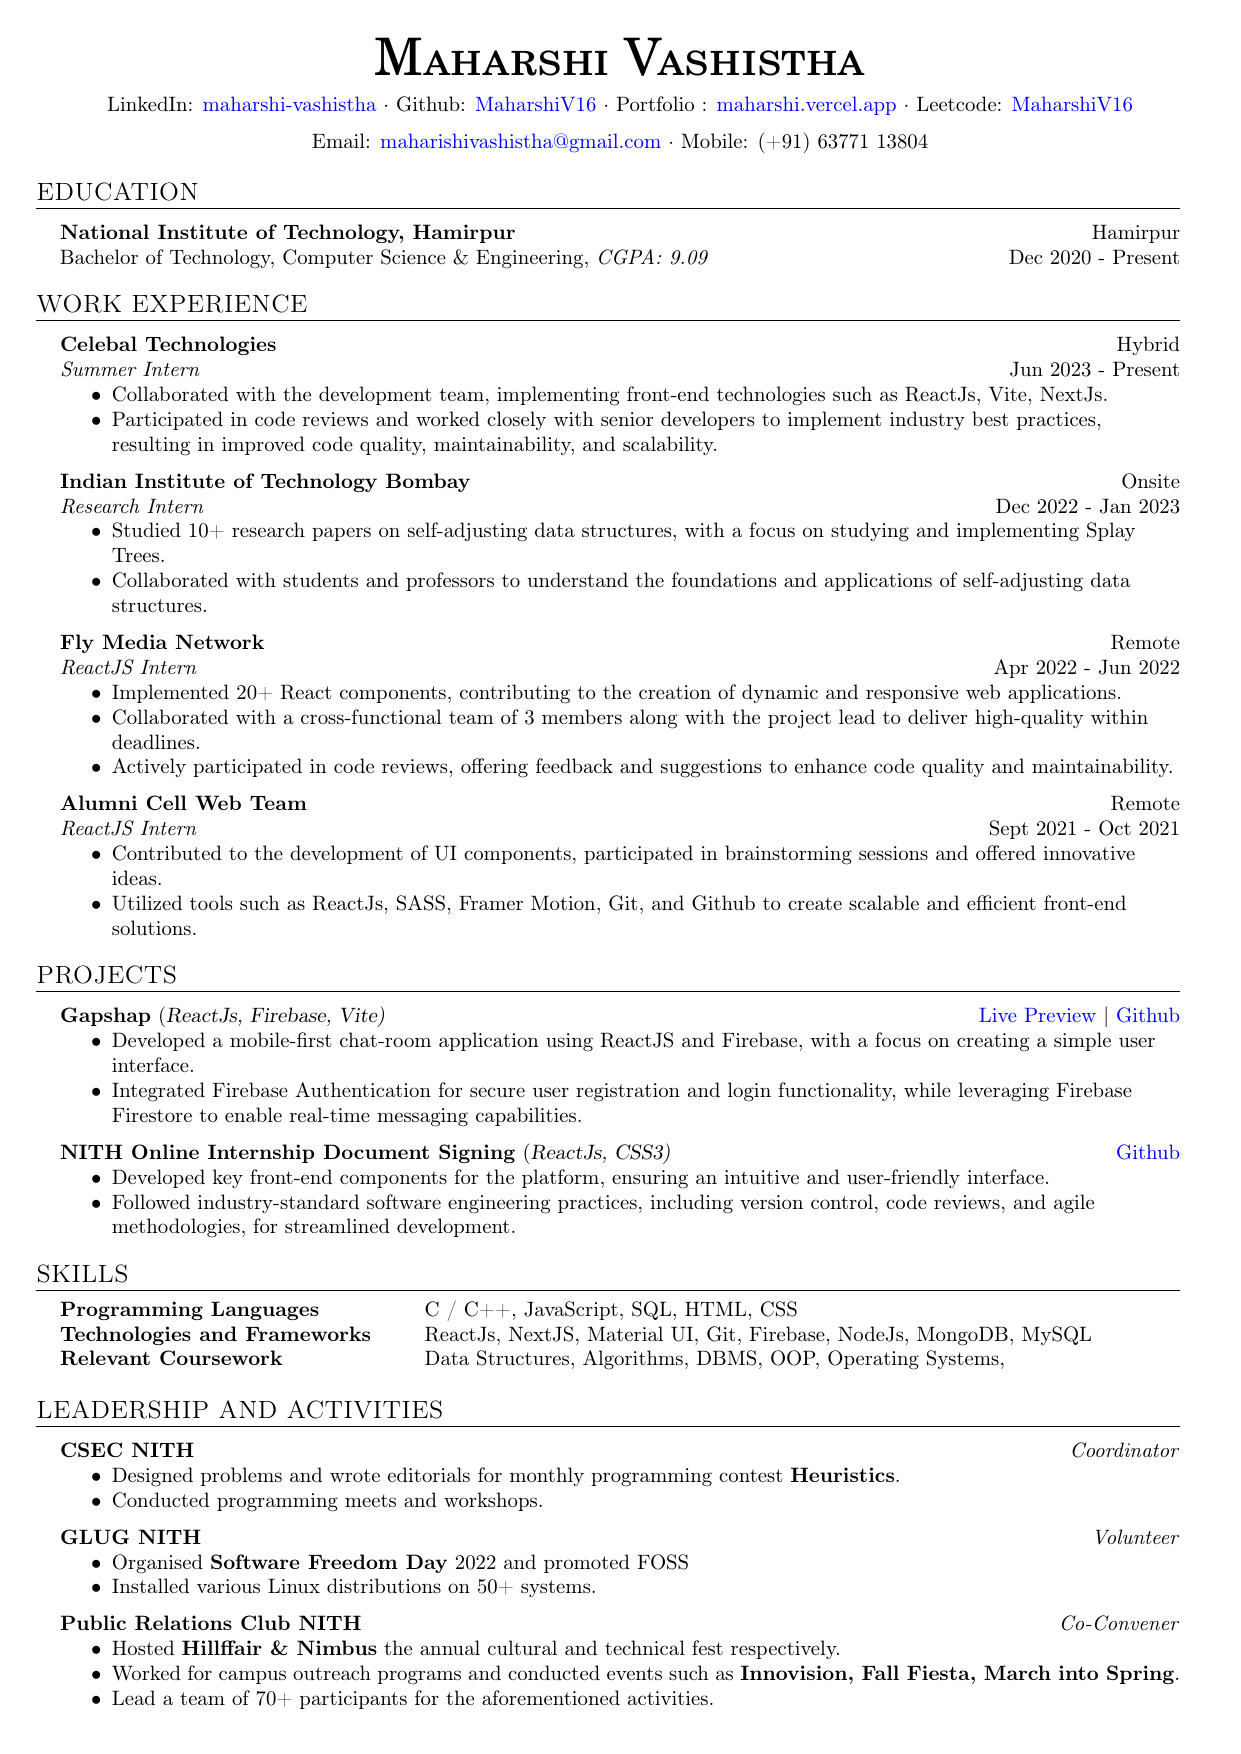 Maharshi Vashistha
LinkedIn: maharshi-vashistha · Github: MaharshiV16 · Portfolio : maharshi.vercel.app · Leetcode: MaharshiV16
Email: maharishivashistha@gmail.com · Mobile: (+91) 63771 13804
EDUCATION
National Institute of Technology, Hamirpur Hamirpur
Bachelor of Technology, Computer Science & Engineering, CGPA: 9.09 Dec 2020 - Present
WORK EXPERIENCE
Celebal Technologies Hybrid
Summer Intern Jun 2023 - Present
• Collaborated with the development team, implementing front-end technologies such as ReactJs, Vite, NextJs.
• Participated in code reviews and worked closely with senior developers to implement industry best practices,
resulting in improved code quality, maintainability, and scalability.
Indian Institute of Technology Bombay Onsite
Research Intern Dec 2022 - Jan 2023
• Studied 10+ research papers on self-adjusting data structures, with a focus on studying and implementing Splay
Trees.
• Collaborated with students and professors to understand the foundations and applications of self-adjusting data
structures.
Fly Media Network Remote
ReactJS Intern Apr 2022 - Jun 2022
• Implemented 20+ React components, contributing to the creation of dynamic and responsive web applications.
• Collaborated with a cross-functional team of 3 members along with the project lead to deliver high-quality within
deadlines.
• Actively participated in code reviews, offering feedback and suggestions to enhance code quality and maintainability.
Alumni Cell Web Team Remote
ReactJS Intern Sept 2021 - Oct 2021
• Contributed to the development of UI components, participated in brainstorming sessions and offered innovative
ideas.
• Utilized tools such as ReactJs, SASS, Framer Motion, Git, and Github to create scalable and efficient front-end
solutions.
PROJECTS
Gapshap (ReactJs, Firebase, Vite) Live Preview | Github
• Developed a mobile-first chat-room application using ReactJS and Firebase, with a focus on creating a simple user
interface.
• Integrated Firebase Authentication for secure user registration and login functionality, while leveraging Firebase
Firestore to enable real-time messaging capabilities.
NITH Online Internship Document Signing (ReactJs, CSS3) Github
• Developed key front-end components for the platform, ensuring an intuitive and user-friendly interface.
• Followed industry-standard software engineering practices, including version control, code reviews, and agile
methodologies, for streamlined development.
SKILLS
Programming Languages C / C++, JavaScript, SQL, HTML, CSS
Technologies and Frameworks ReactJs, NextJS, Material UI, Git, Firebase, NodeJs, MongoDB, MySQL
Relevant Coursework Data Structures, Algorithms, DBMS, OOP, Operating Systems,
LEADERSHIP AND ACTIVITIES
CSEC NITH Coordinator
• Designed problems and wrote editorials for monthly programming contest Heuristics.
• Conducted programming meets and workshops.
GLUG NITH Volunteer
• Organised Software Freedom Day 2022 and promoted FOSS
• Installed various Linux distributions on 50+ systems.
Public Relations Club NITH Co-Convener
• Hosted Hillffair & Nimbus the annual cultural and technical fest respectively.
• Worked for campus outreach programs and conducted events such as Innovision, Fall Fiesta, March into Spring.
• Lead a team of 70+ participants for the aforementioned activities.